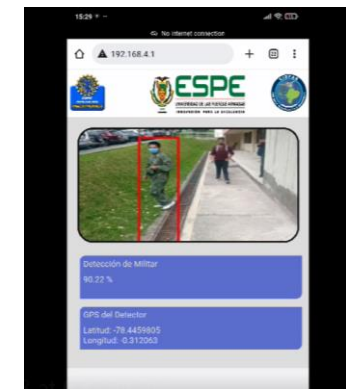 15:29
No internet connection
192.168.4.1
ESPE
UNIVERSIDAD DE LAS FUERZAS ARMADAS
INNOVACIÓN PARA LA EXCELENCIA
Detección de Militar
90.22 %
GPS del Detector
Latitud: -78.4459805
Longitud: -0.312063